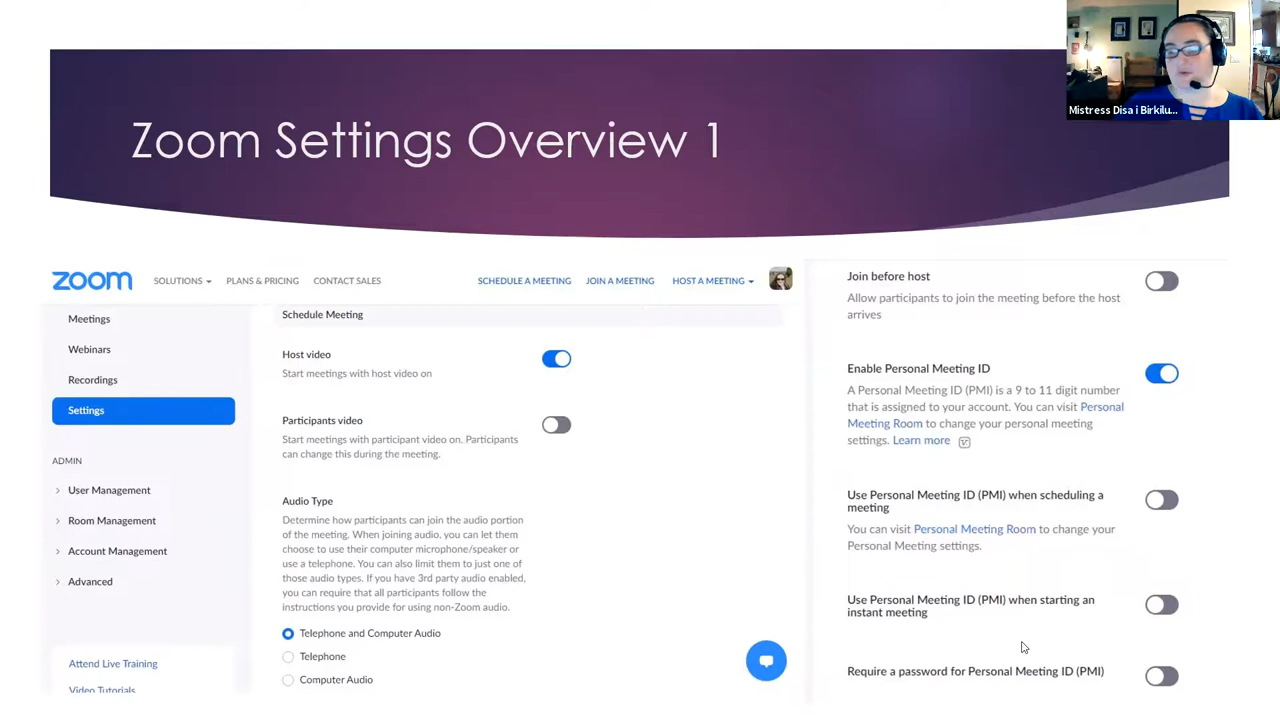 Mistress Disa i Birkilu...
Zoom Settings Overview 1
zoom SOLUTIONS PLANS & PRICING CONTACT SALES SCHEDULE A MEETING JOIN A MEETING HOST A MEETING
Meetings
Webinars
Recordings
Settings
ADMIN
User Management
Room Management
Account Management
Advanced
Attend Live Training
Video Tutorials
Schedule Meeting
Host video
Start meetings with host video on
Participants video
Start meetings with participant video on. Participants
can change this during the meeting.
Audio Type
Determine how participants can join the audio portion
of the meeting. When joining audio, you can let them
choose to use their computer microphone/speaker or
use a telephone. You can also limit them to just one of
those audio types. If you have 3rd party audio enabled,
you can require that all participants follow the
instructions you provide for using non-Zoom audio.
Telephone and Computer Audio
Telephone
Computer Audio
Join before host
Allow participants to join the meeting before the host
arrives
Enable Personal Meeting ID
A Personal Meeting ID (PMI) is a 9 to 11 digit number
that is assigned to your account. You can visit Personal
Meeting Room to change your personal meeting
settings. Learn more
Use Personal Meeting ID (PMI) when scheduling a
meeting
You can visit Personal Meeting Room to change your
Personal Meeting settings.
Use Personal Meeting ID (PMI) when starting an
instant meeting
Require a password for Personal Meeting ID (PMI)